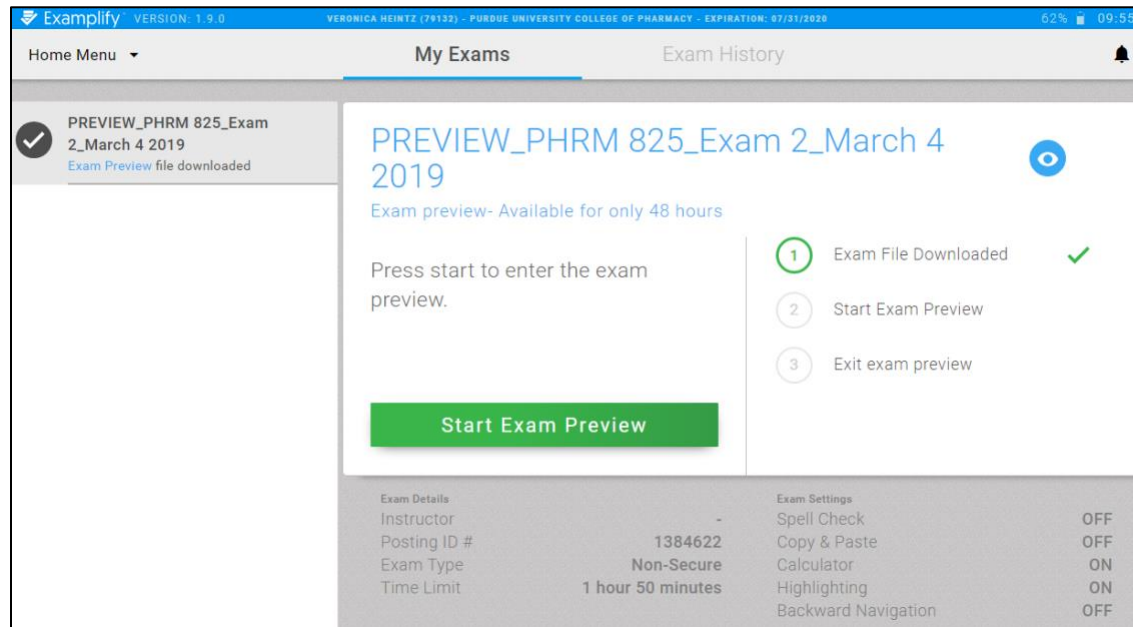 Examplify VERSION: 1.9.0
VERONICA HEINTZ (79132) - PURDUE UNIVERSITY COLLEGE OF PHARMACY - EXPIRATION: 07/31/2020
62% 09:55
Home Menu
My Exams
Exam History
PREVIEW_PHRM 825_Exam
2_March 4 2019
Exam Preview file downloaded
PREVIEW_PHRM 825_Exam 2_March 4
2019
Exam preview- Available for only 48 hours
Press start to enter the exam
preview.
Start Exam Preview
1 Exam File Downloaded
2 Start Exam Preview
3 Exit exam preview
Exam Details
Instructor -
Posting ID # 1384622
Exam Type Non-Secure
Time Limit 1 hour 50 minutes
Exam Settings
Spell Check OFF
Copy & Paste OFF
Calculator ON
Highlighting ON
Backward Navigation OFF